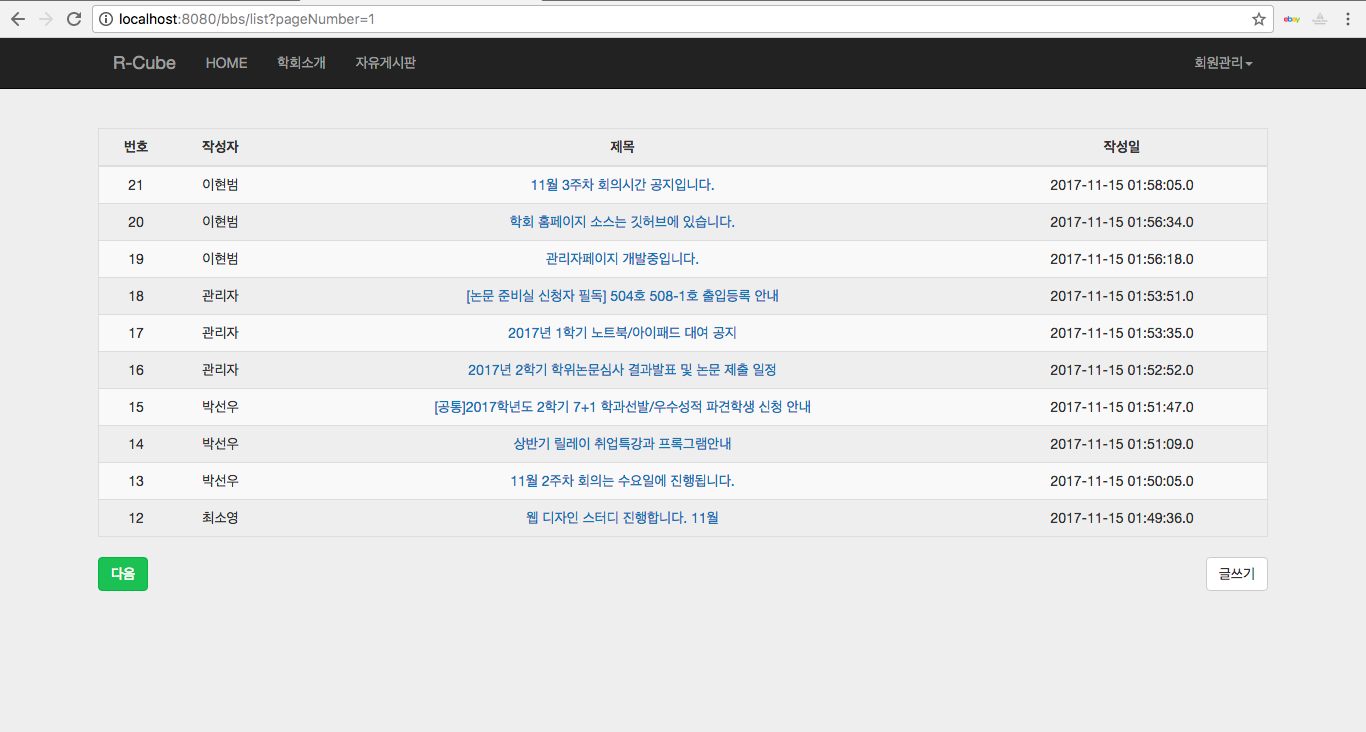 localhost:8080/bbs/list?pageNumber=1
ebay
R-Cube HOME 학회소개 자유게시판 회원관리
번호 작성자 제목 작성일
21 이현범 11월 3주차 회의시간 공지입니다. 2017-11-15 01:58:05.0
20 이현범 학회 홈페이지 소스는 깃허브에 있습니다. 2017-11-15 01:56:34.0
19 이현범 관리자페이지 개발중입니다. 2017-11-15 01:56:18.0
18 관리자 [논문 준비실 신청자 필독] 504호 508-1호 출입등록 안내 2017-11-15 01:53:51.0
17 관리자 2017년 1학기 노트북/아이패드 대여 공지 2017-11-15 01:53:35.0
16 관리자 2017년 2학기 학위논문심사 결과발표 및 논문 제출 일정 2017-11-15 01:52:52.0
15 박선우 [공통]2017학년도 2학기 7+1 학과선발/우수성적 파견학생 신청 안내 2017-11-15 01:51:47.0
14 박선우 상반기 릴레이 취업특강과 프로그램안내 2017-11-15 01:51:09.0
13 박선우 11월 2주차 회의는 수요일에 진행됩니다. 2017-11-15 01:50:05.0
12 최소영 웹 디자인 스터디 진행합니다. 11월 2017-11-15 01:49:36.0
다음 글쓰기